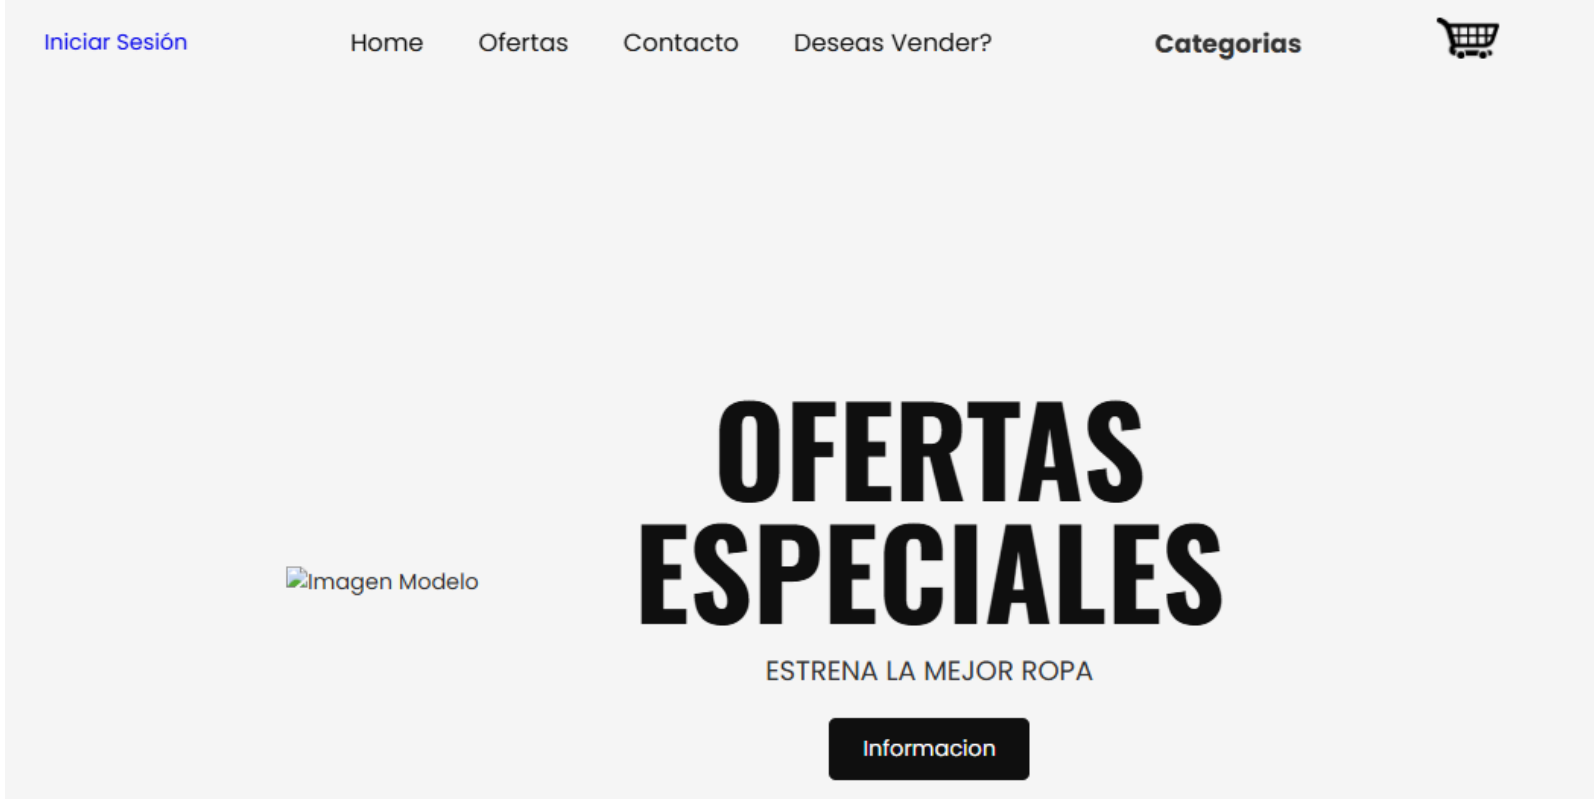 Iniciar Sesión Home Ofertas Contacto Deseas Vender? Categorias
OFERTAS
ESPECIALES
Imagen Modelo
ESTRENA LA MEJOR ROPA
Informacion